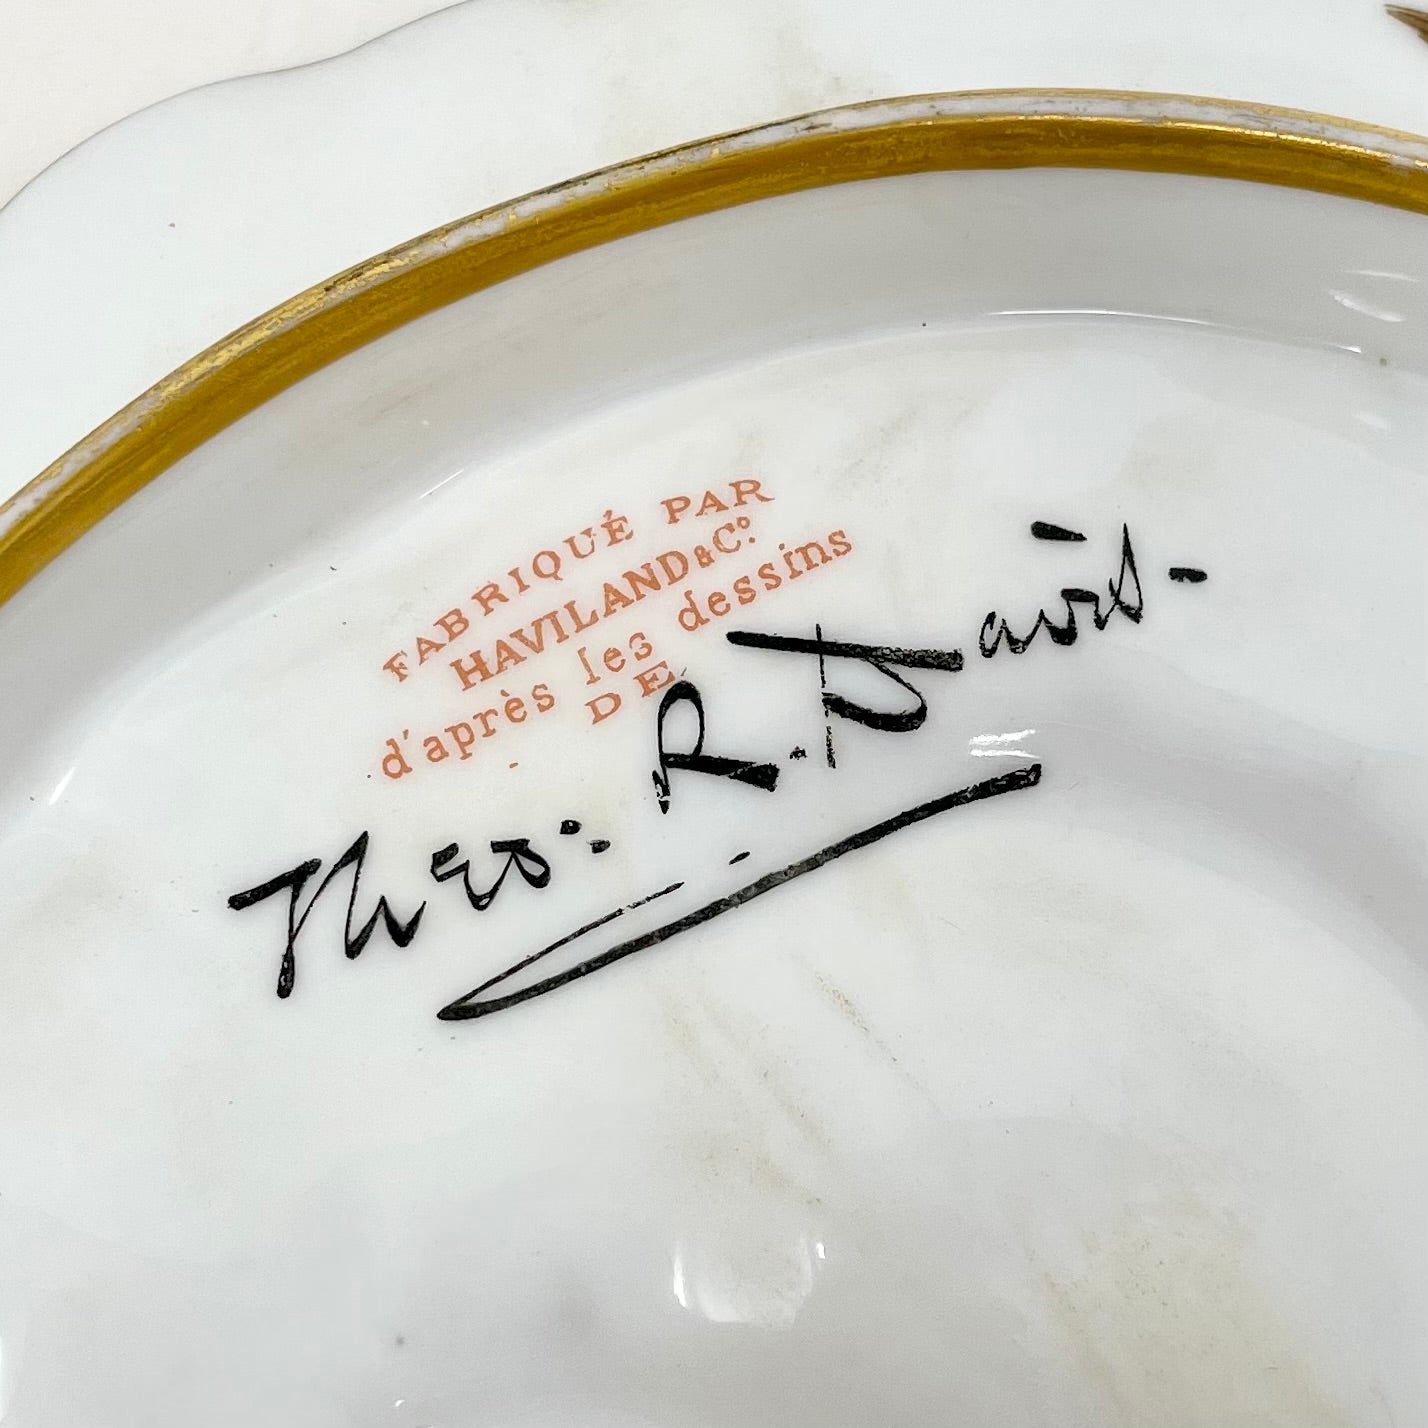 FABRIQUÉ PAR
HAVILAND & Cº.
d'après les dessins
DE
Theo: R. Davis-